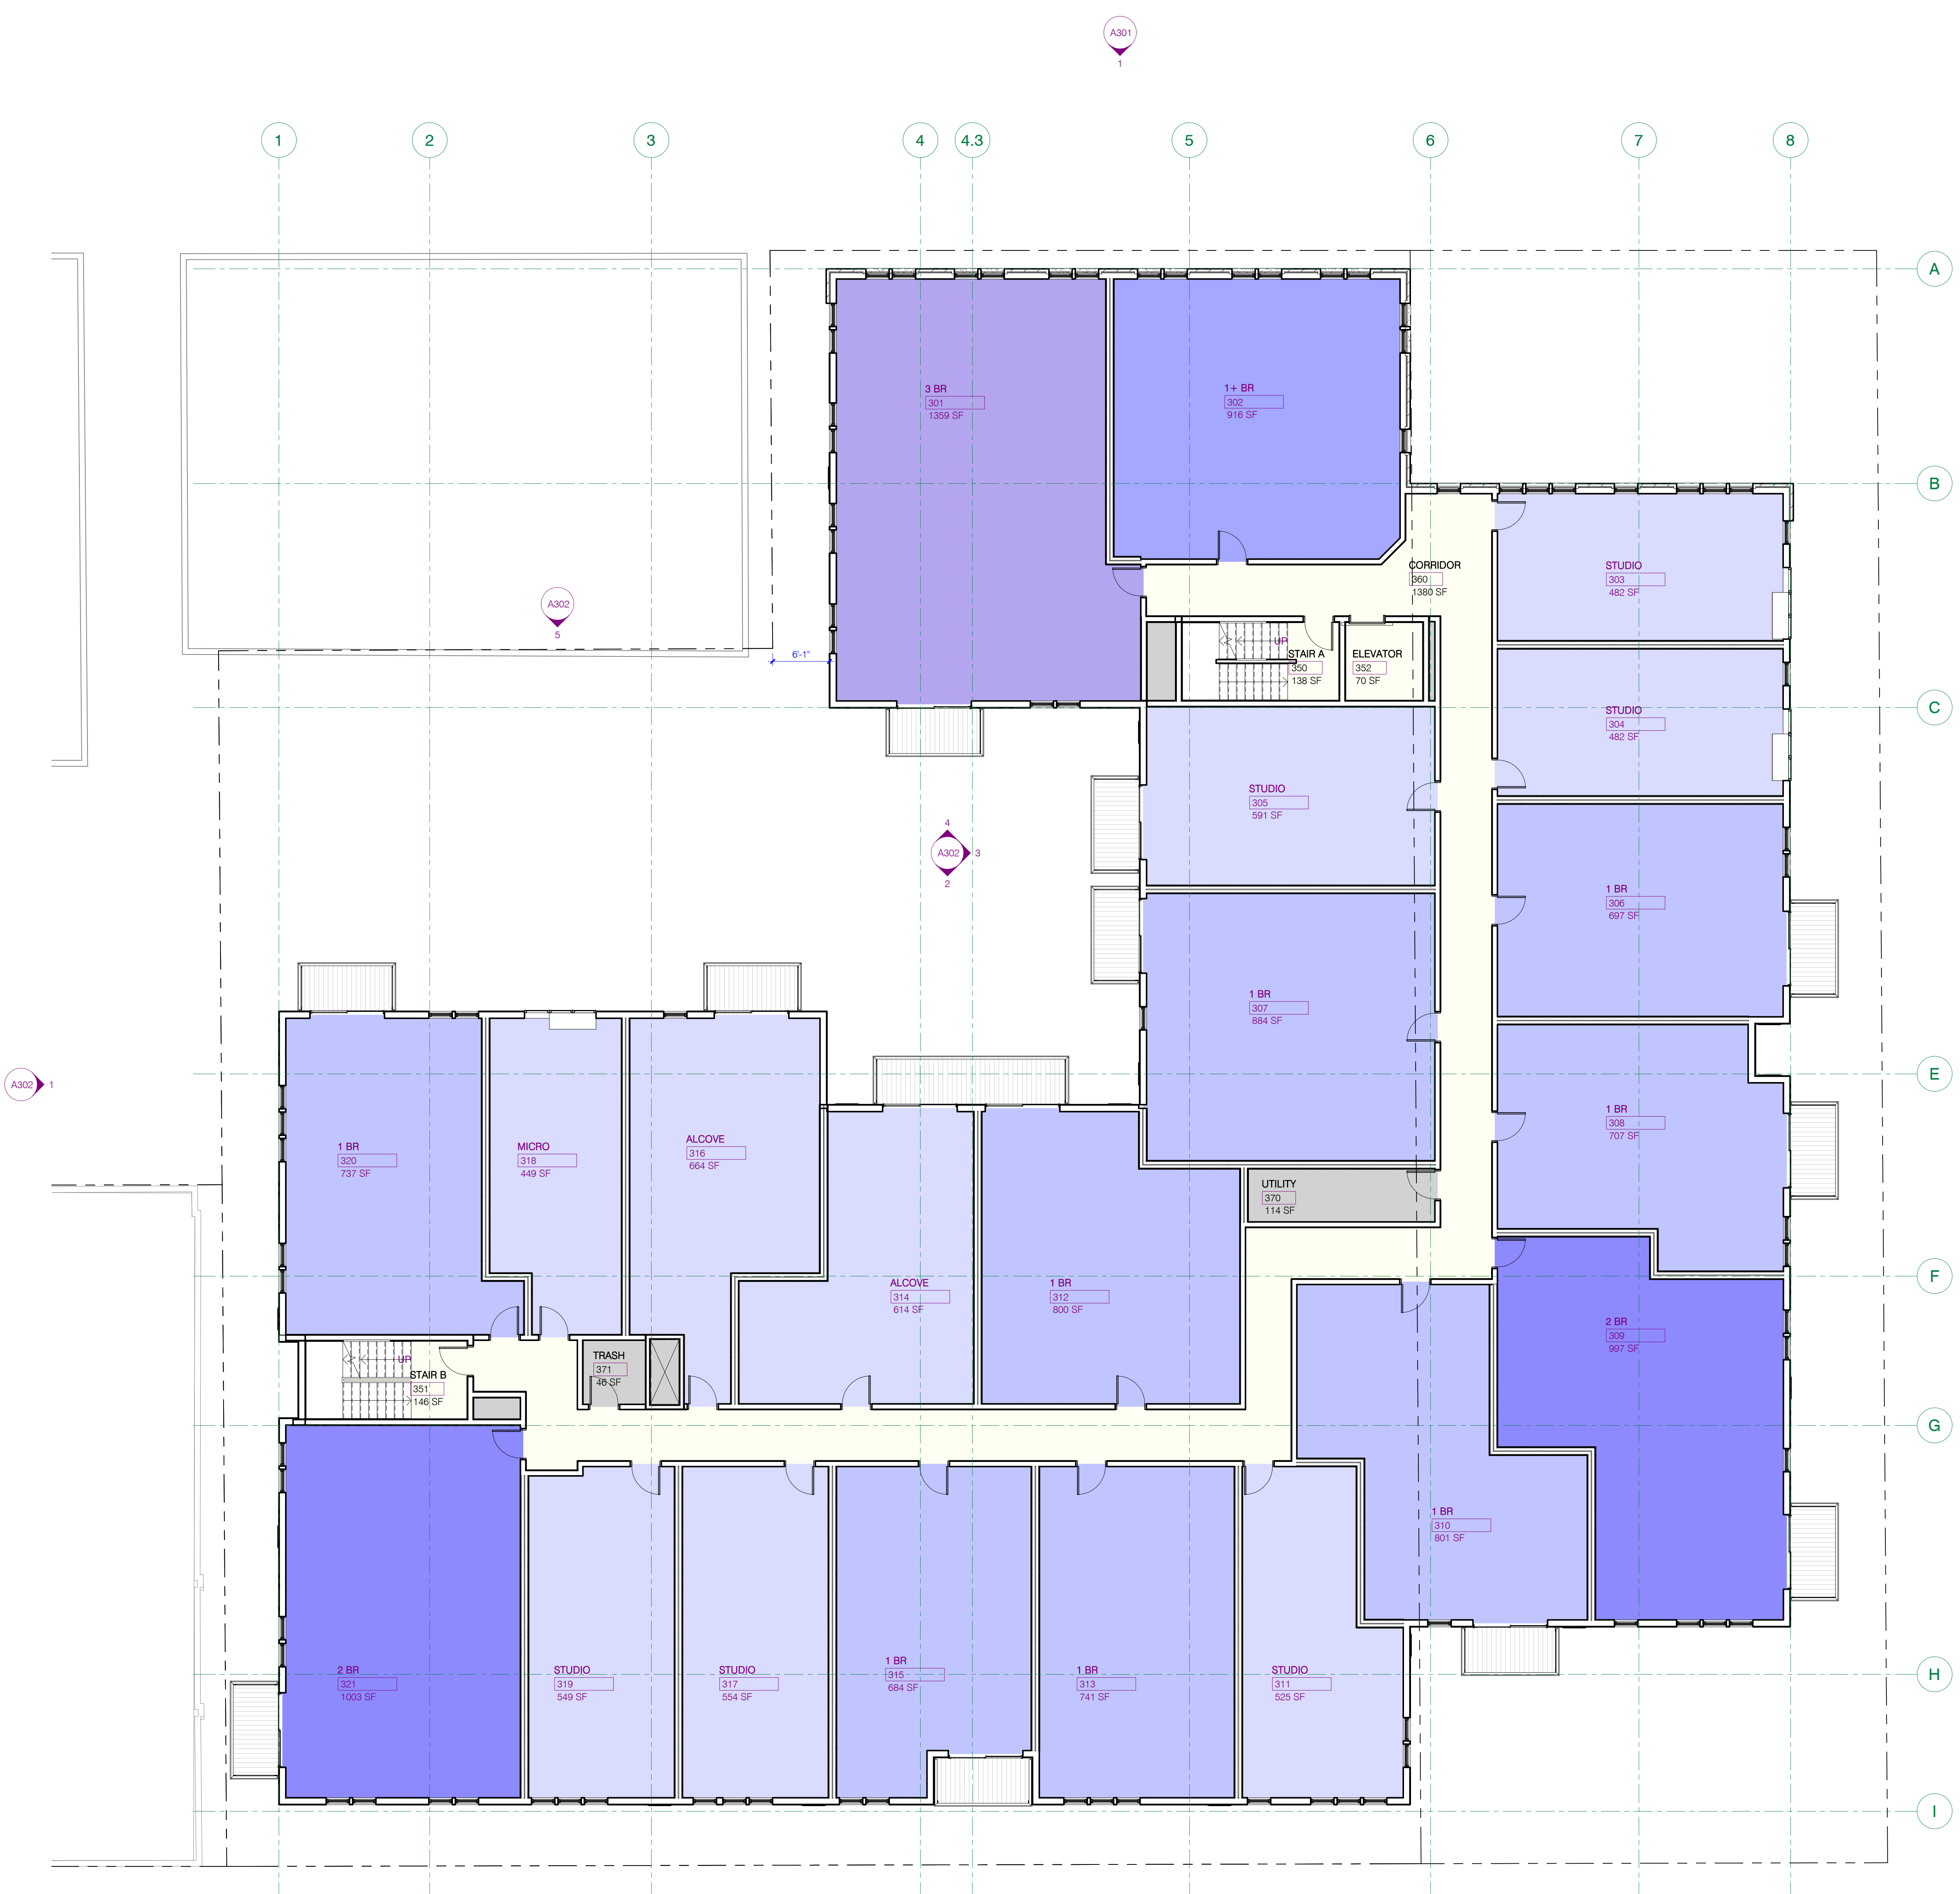 A301
1
1
2
3
4
4.3
5
6
7
8
A
B
C
E
F
G
H
I
3 BR
301
1359 SF
1+ BR
302
916 SF
CORRIDOR
360
1380 SF
STUDIO
303
482 SF
A302
5
6'-1"
UP
STAIR A
350
138 SF
ELEVATOR
352
70 SF
STUDIO
304
482 SF
STUDIO
305
591 SF
4
A302
3
2
1 BR
306
697 SF
1 BR
307
884 SF
A302
1
1 BR
308
707 SF
1 BR
320
737 SF
MICRO
318
449 SF
ALCOVE
316
664 SF
UTILITY
370
114 SF
ALCOVE
314
614 SF
1 BR
312
800 SF
2 BR
309
997 SF
UP
STAIR B
351
146 SF
TRASH
371
46 SF
1 BR
310
801 SF
2 BR
321
1003 SF
STUDIO
319
549 SF
STUDIO
317
554 SF
1 BR
315
684 SF
1 BR
313
741 SF
STUDIO
311
525 SF